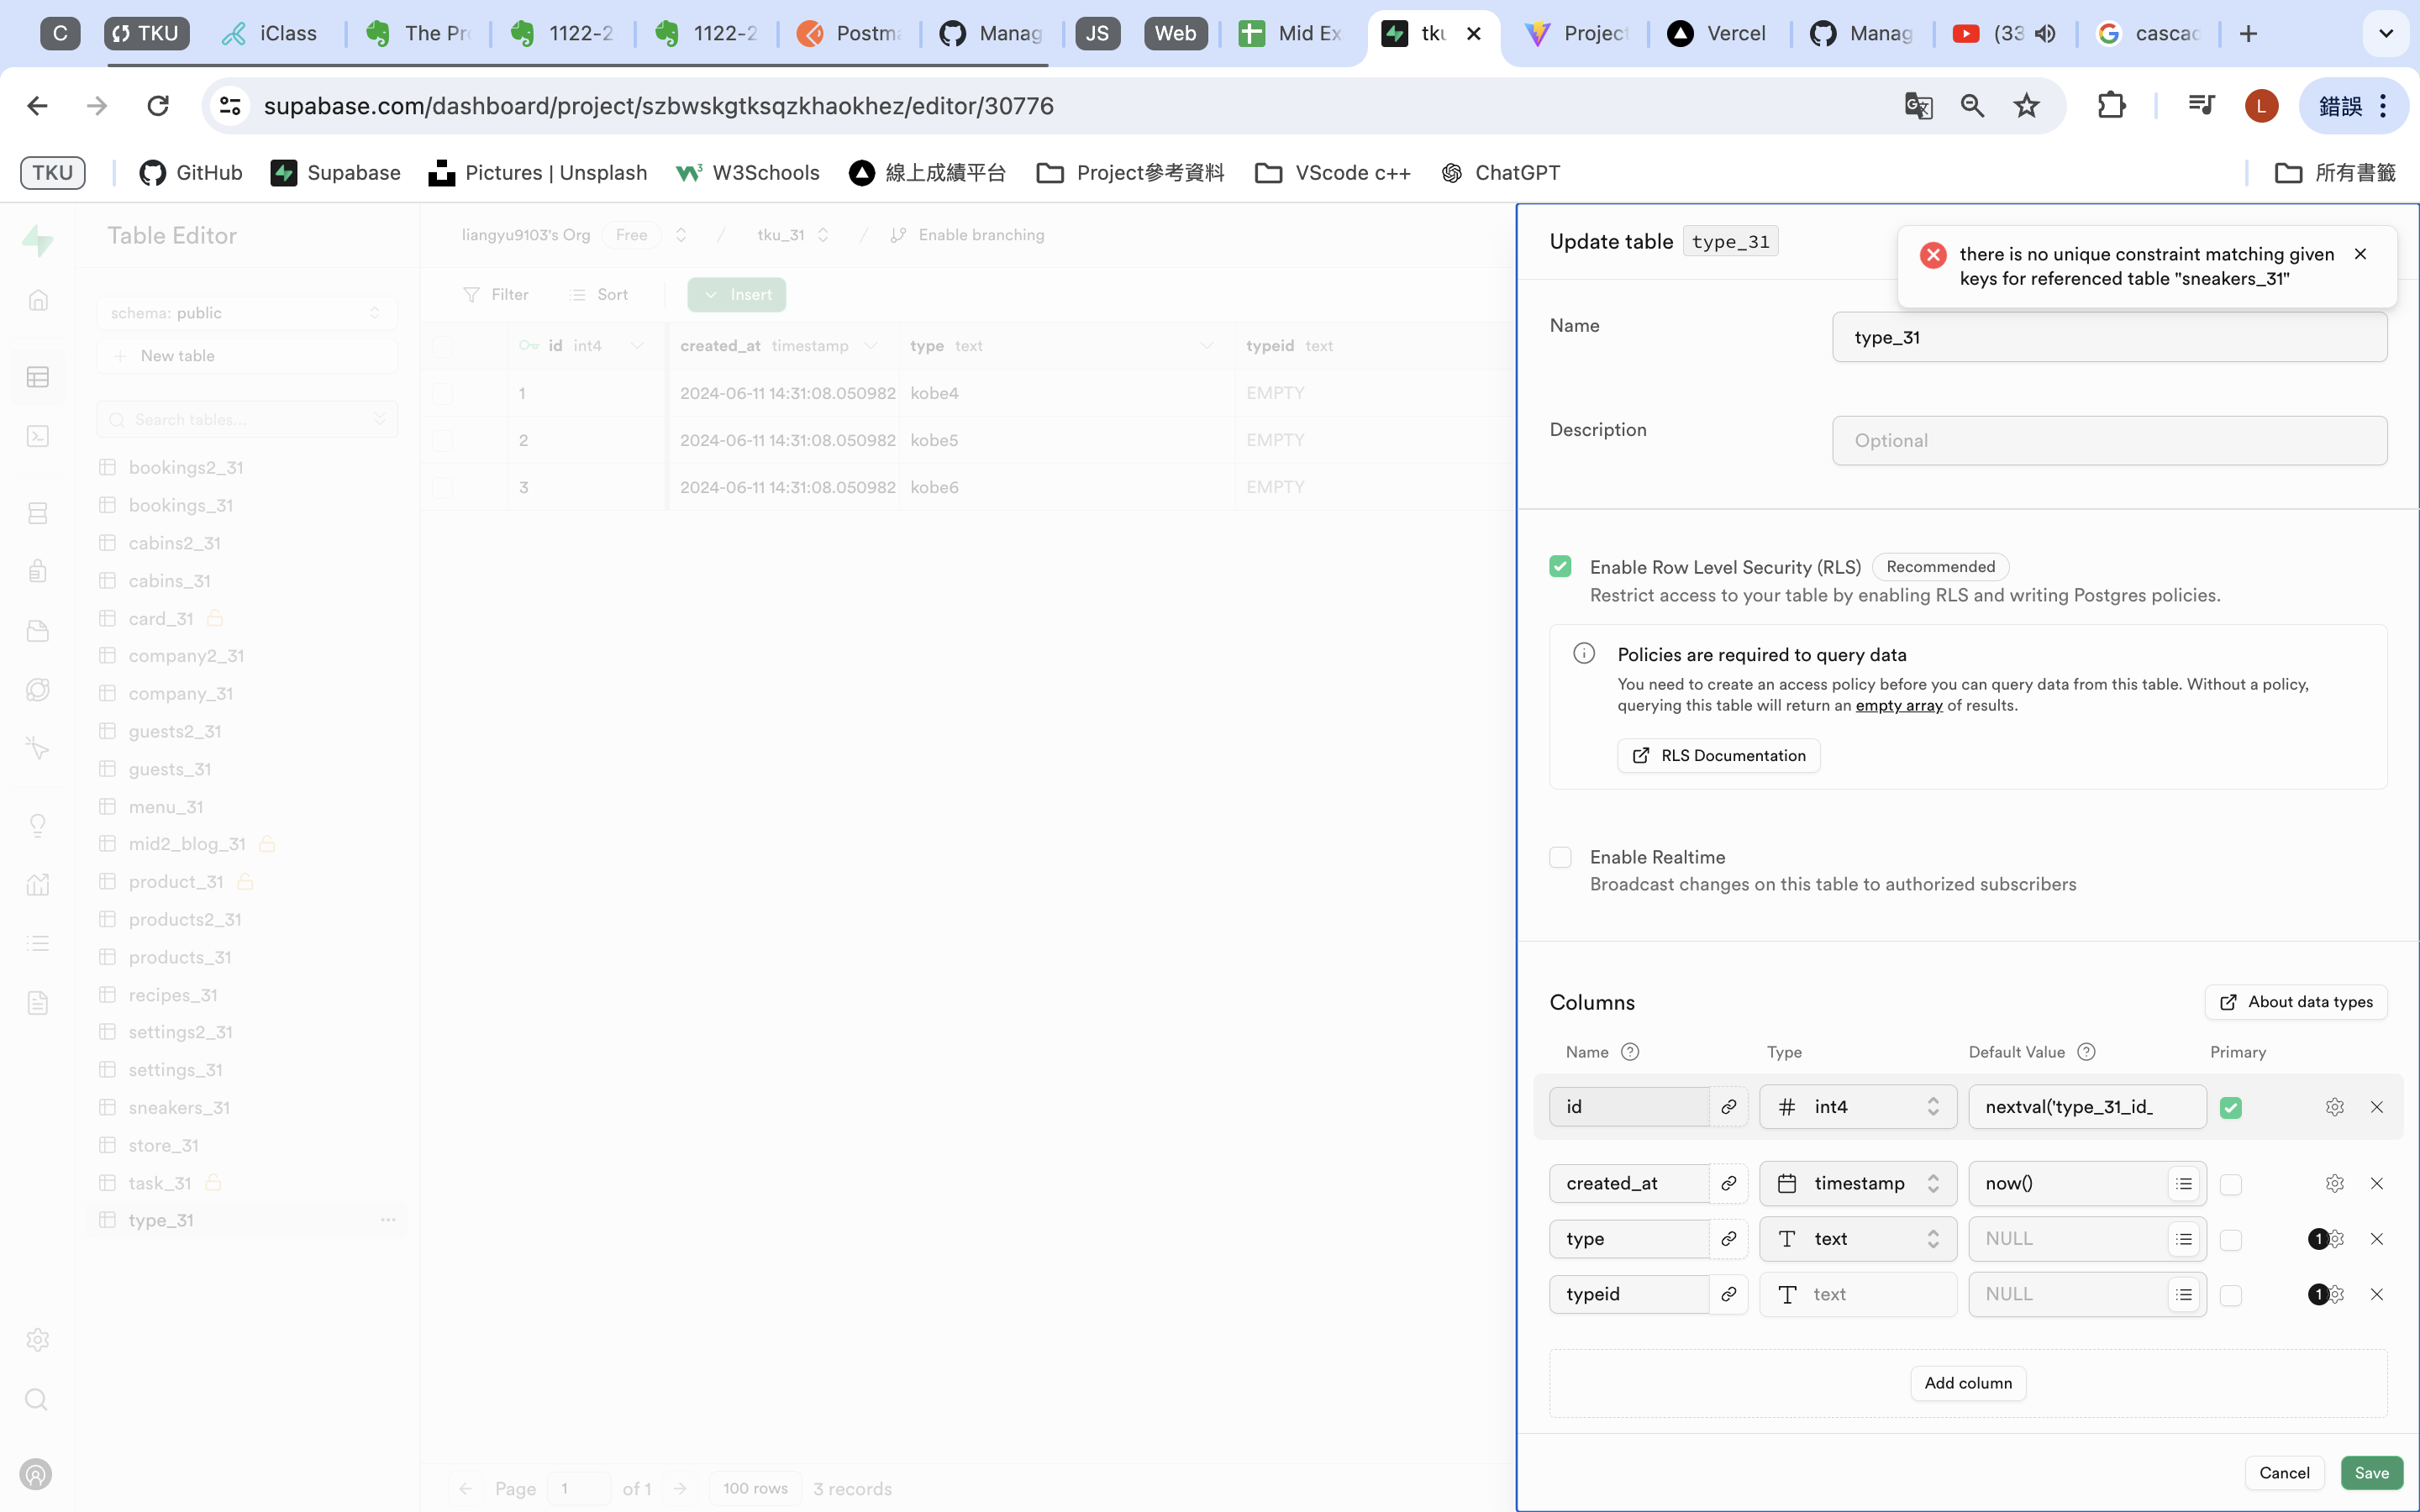 C
TKU
iClass
The Pr
1122-2
1122-2
Postma
Manag
JS
Web
Mid Ex
tku
Project
Vercel
Manag
(33
cascad
supabase.com/dashboard/project/szbwskgtksqzkhaokhez/editor/30776
L
錯誤
TKU
GitHub
Supabase
Pictures | Unsplash
W3Schools
線上成績平台
Project參考資料
VScode c++
ChatGPT
所有書籤
Table Editor
liangyu9103's Org
Free
/
tku_31
/
Enable branching
schema: public
New table
Search tables...
bookings2_31
bookings_31
cabins2_31
cabins_31
card_31
company2_31
company_31
guests2_31
guests_31
menu_31
mid2_blog_31
product_31
products2_31
products_31
recipes_31
settings2_31
settings_31
sneakers_31
store_31
task_31
type_31
Filter
Sort
Insert
id int4
created_at timestamp
type text
typeid text
1 2024-06-11 14:31:08.050982 kobe4 EMPTY
2 2024-06-11 14:31:08.050982 kobe5 EMPTY
3 2024-06-11 14:31:08.050982 kobe6 EMPTY
Page 1 of 1
100 rows
3 records
Update table type_31
there is no unique constraint matching given
keys for referenced table "sneakers_31"
Name
type_31
Description
Optional
Enable Row Level Security (RLS) Recommended
Restrict access to your table by enabling RLS and writing Postgres policies.
Policies are required to query data
You need to create an access policy before you can query data from this table. Without a policy,
querying this table will return an empty array of results.
RLS Documentation
Enable Realtime
Broadcast changes on this table to authorized subscribers
Columns
About data types
Name Type Default Value Primary
id int4 nextval('type_31_id_
created_at timestamp now()
type text NULL 1
typeid text NULL 1
Add column
Cancel
Save